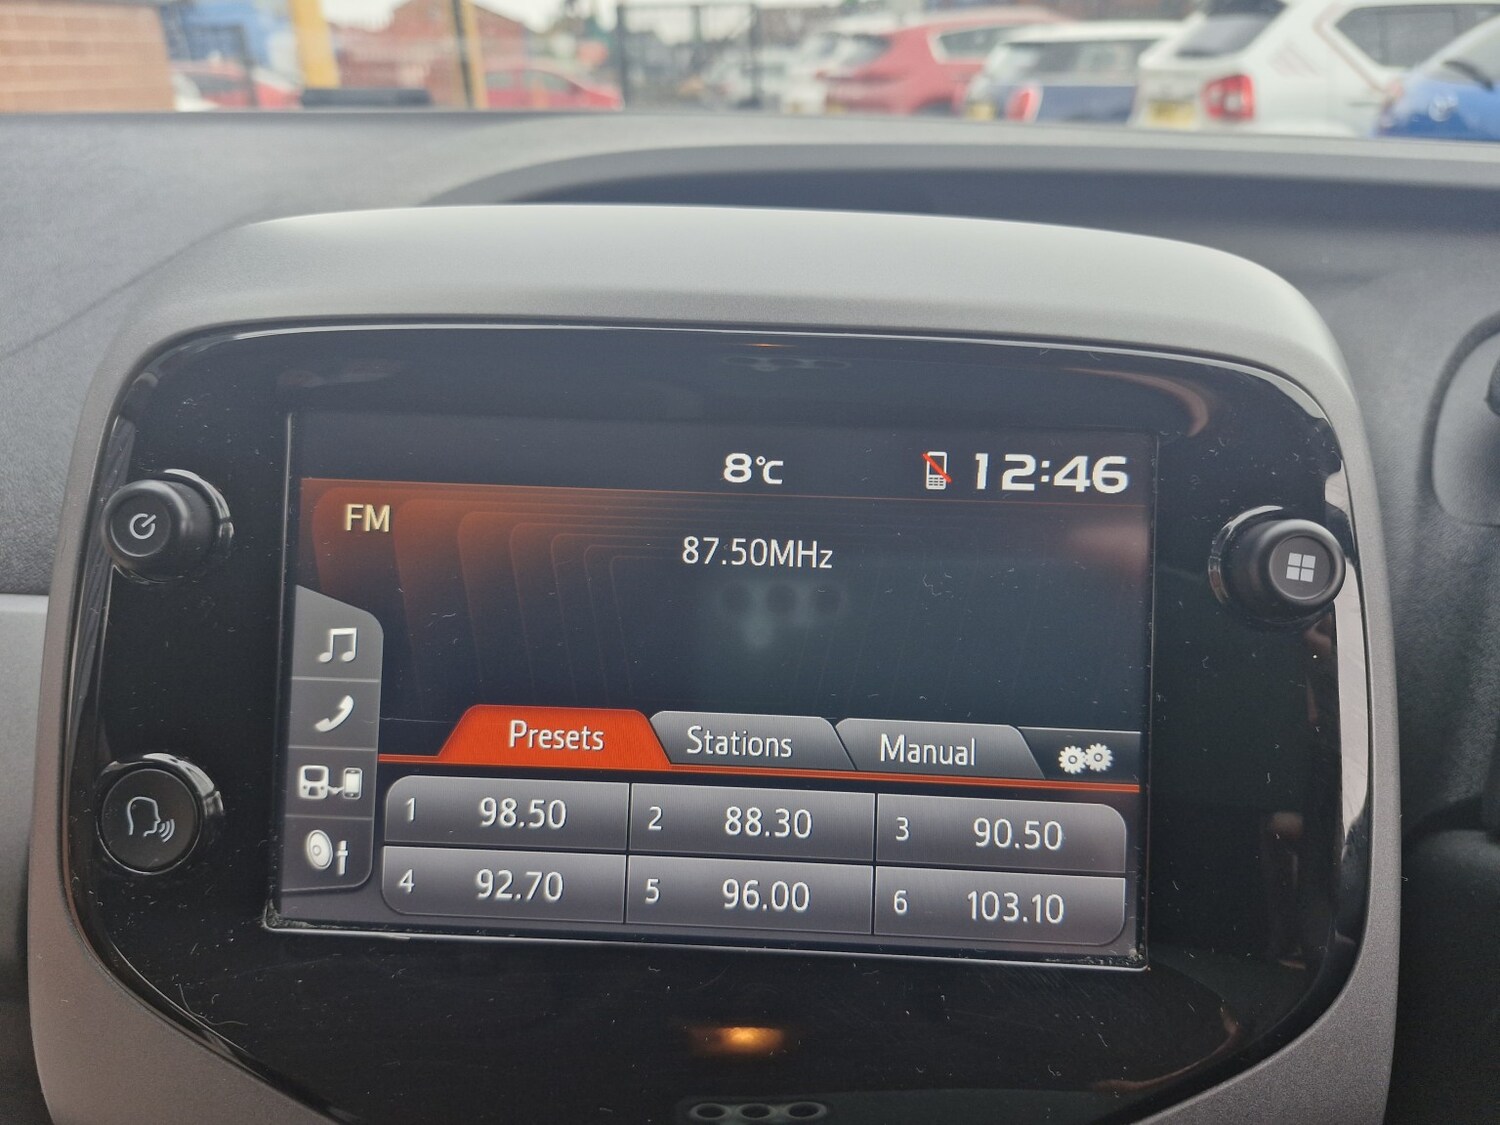 8°C 12:46
FM
87.50MHz
Presets Stations Manual
1 98.50 2 88.30 3 90.50
4 92.70 5 96.00 6 103.10